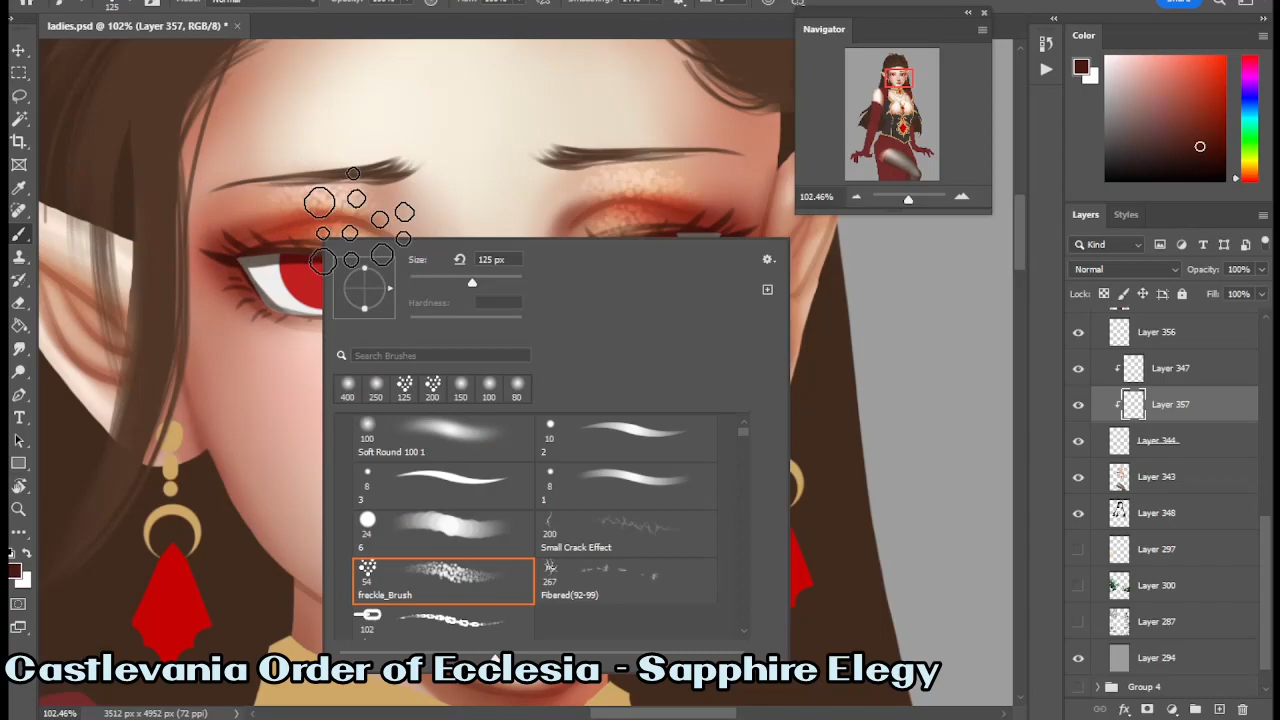 ladies.psd @ 102% (Layer 357, RGB/8) *
Navigator
102.46%
Color
Layers
Styles
Kind
Normal
Opacity:
100%
Lock:
Fill:
100%
Layer 356
Layer 347
Layer 357
Layer 344
Layer 343
Layer 348
Layer 297
Layer 300
Layer 287
Layer 294
Group 4
Size:
125 px
Hardness:
Search Brushes
400
250
125
200
150
100
80
100
Soft Round 100 1
10
2
8
3
8
1
24
6
200
Small Crack Effect
54
freckle_Brush
267
Fibered(92-99)
102
Castlevania Order of Ecclesia - Sapphire Elegy
102.46%
3512 px x 4952 px (72 ppi)